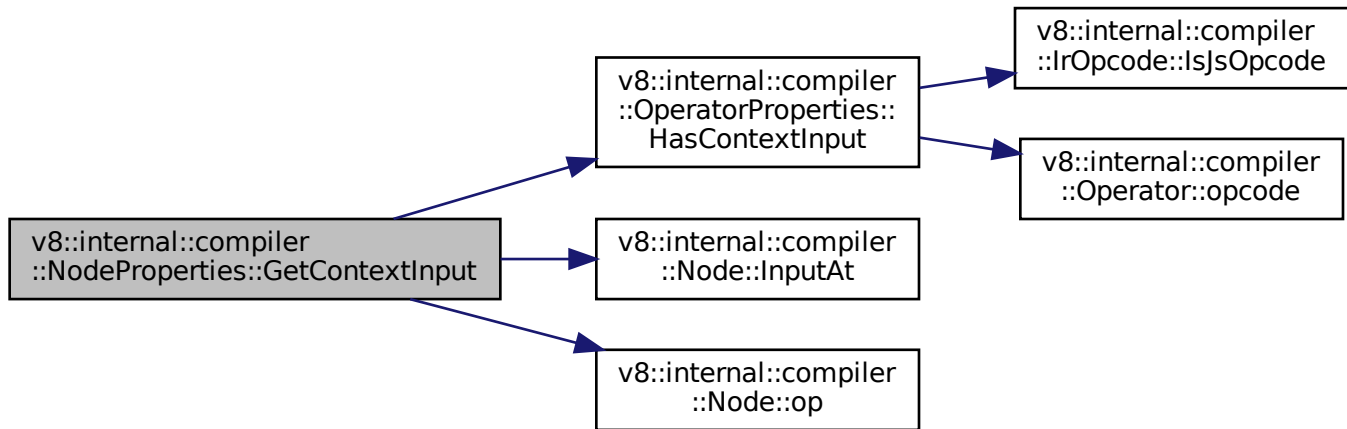 v8::internal::compiler
::IrOpcode::IsJsOpcode
v8::internal::compiler
::OperatorProperties::
HasContextInput
v8::internal::compiler
::Operator::opcode
v8::internal::compiler
::NodeProperties::GetContextInput
v8::internal::compiler
::Node::InputAt
v8::internal::compiler
::Node::op